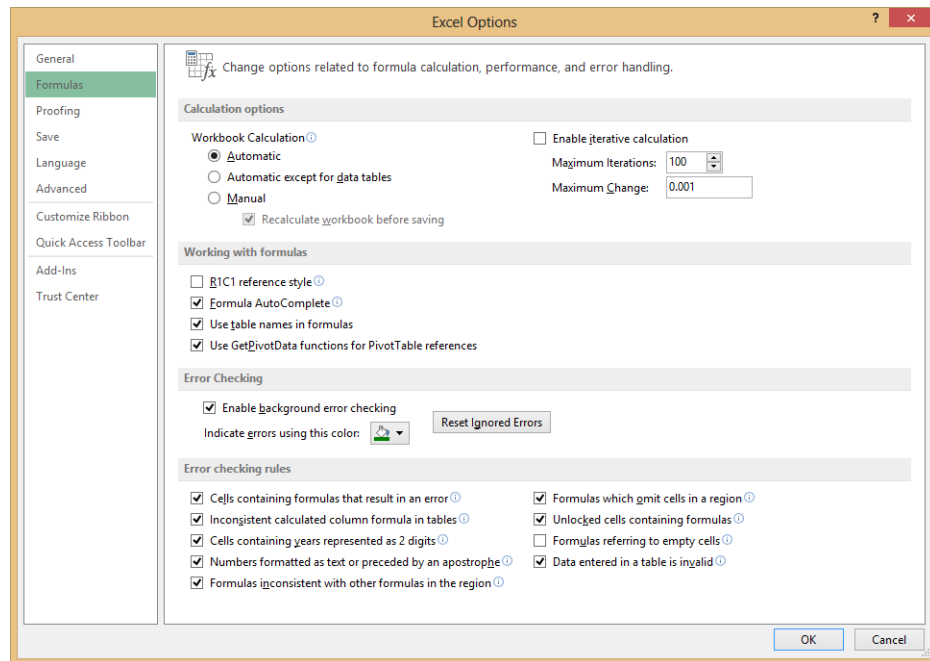 Excel Options
?
×
General
Formulas
Proofing
Save
Language
Advanced
Customize Ribbon
Quick Access Toolbar
Add-Ins
Trust Center
fx Change options related to formula calculation, performance, and error handling.
Calculation options
Workbook Calculation
Automatic
Automatic except for data tables
Manual
Recalculate workbook before saving
Enable iterative calculation
Maximum Iterations: 100
Maximum Change: 0.001
Working with formulas
R1C1 reference style
Formula AutoComplete
Use table names in formulas
Use GetPivotData functions for PivotTable references
Error Checking
Enable background error checking
Indicate errors using this color:
Reset Ignored Errors
Error checking rules
Cells containing formulas that result in an error
Inconsistent calculated column formula in tables
Cells containing years represented as 2 digits
Numbers formatted as text or preceded by an apostrophe
Formulas inconsistent with other formulas in the region
Formulas which omit cells in a region
Unlocked cells containing formulas
Formulas referring to empty cells
Data entered in a table is invalid
OK
Cancel